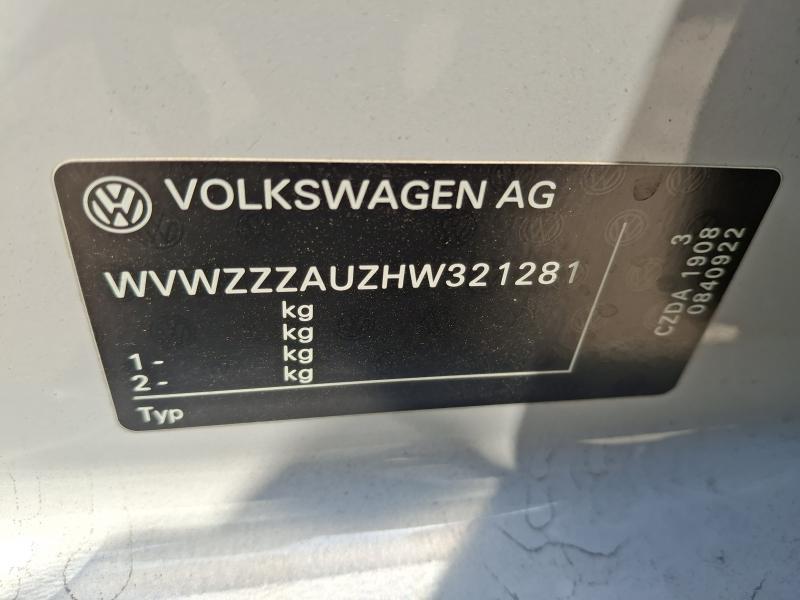 VOLKSWAGEN AG
WVWZZZAUZHW321281
kg
kg
1 - kg
2 - kg
Typ
3
CZDA 1908
0840922